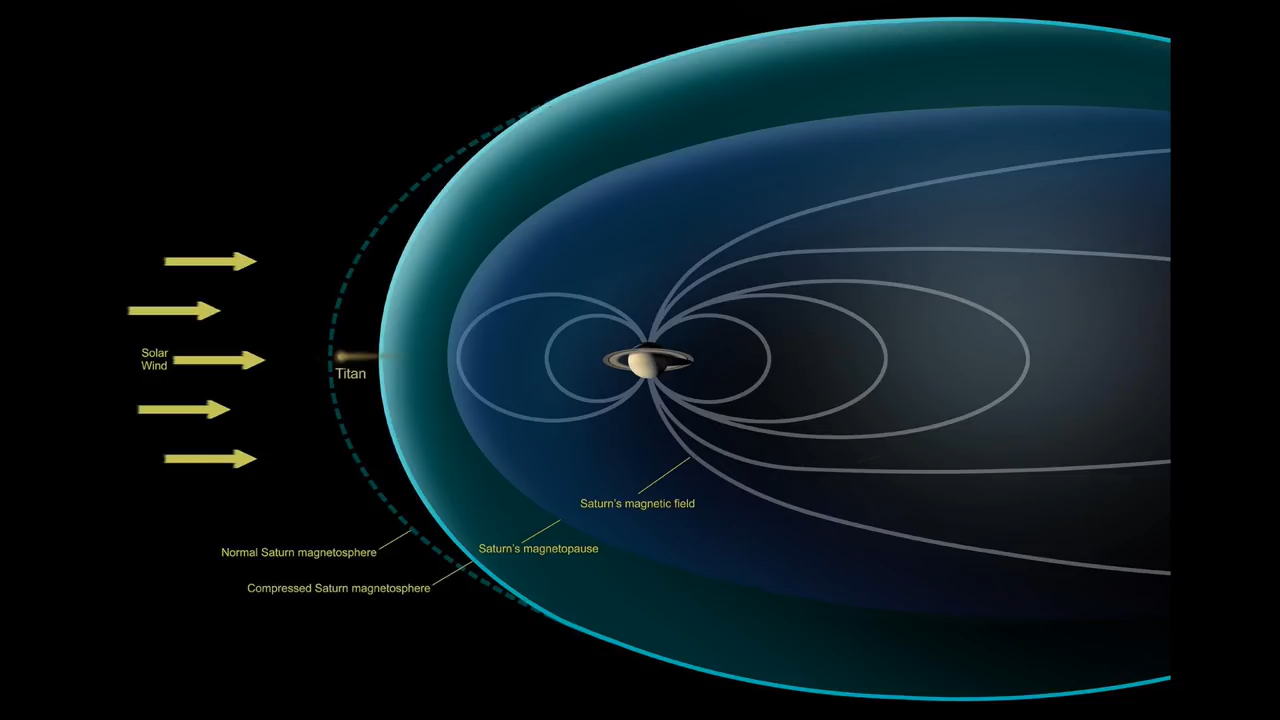 Solar
Wind
Titan
Saturn's magnetic field
Saturn's magnetopause
Normal Saturn magnetosphere
Compressed Saturn magnetosphere